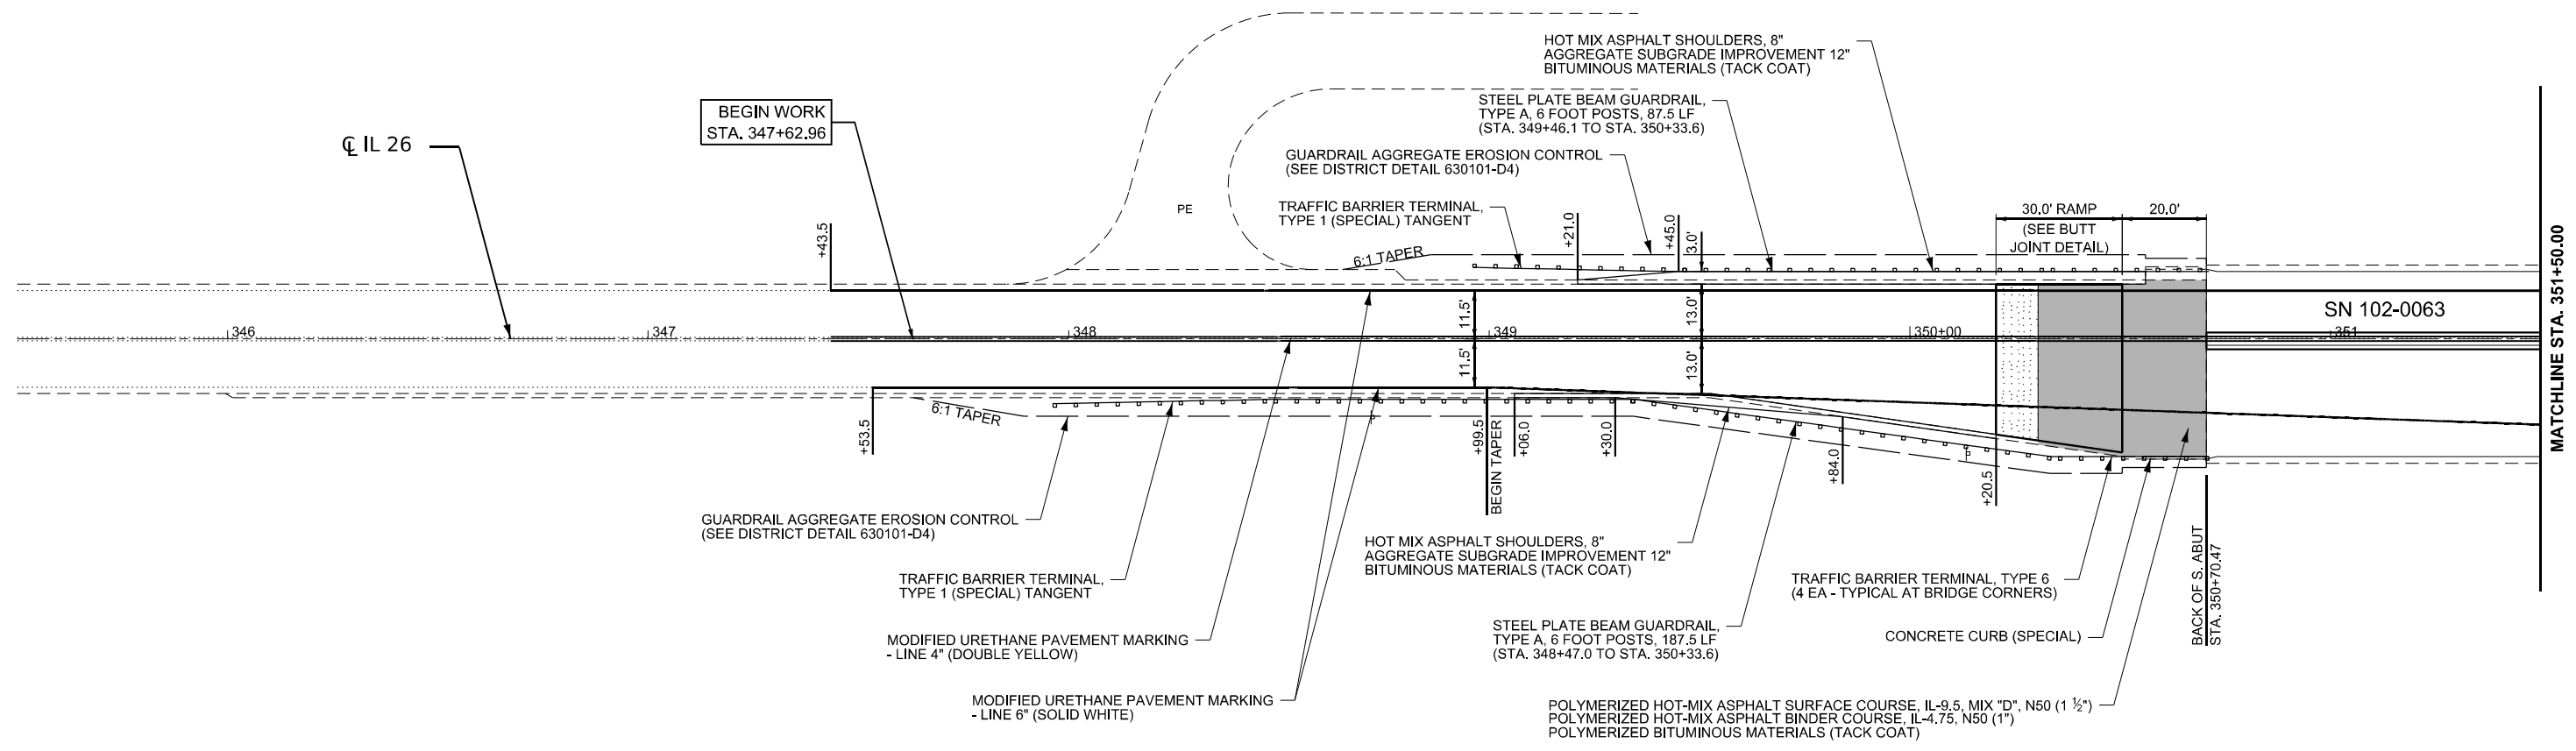 HOT MIX ASPHALT SHOULDERS, 8"
AGGREGATE SUBGRADE IMPROVEMENT 12"
BITUMINOUS MATERIALS (TACK COAT)
STEEL PLATE BEAM GUARDRAIL,
TYPE A, 6 FOOT POSTS, 87.5 LF
(STA. 349+46.1 TO STA. 350+33.6)
BEGIN WORK
STA. 347+62.96
℄ IL 26
GUARDRAIL AGGREGATE EROSION CONTROL
(SEE DISTRICT DETAIL 630101-D4)
TRAFFIC BARRIER TERMINAL,
TYPE 1 (SPECIAL) TANGENT
PE
+43.5
6:1 TAPER
+21.0
+45.0
3.0'
30.0' RAMP
(SEE BUTT
JOINT DETAIL)
20.0'
MATCHLINE STA. 351+50.00
SN 102-0063
346
347
348
349
350+00
351
11.5'
13.0'
11.5'
13.0'
6:1 TAPER
+53.5
+99.5
BEGIN TAPER
+06.0
+30.0
+84.0
+20.5
BACK OF S. ABUT
STA. 350+70.47
GUARDRAIL AGGREGATE EROSION CONTROL
(SEE DISTRICT DETAIL 630101-D4)
HOT MIX ASPHALT SHOULDERS, 8"
AGGREGATE SUBGRADE IMPROVEMENT 12"
BITUMINOUS MATERIALS (TACK COAT)
TRAFFIC BARRIER TERMINAL,
TYPE 1 (SPECIAL) TANGENT
TRAFFIC BARRIER TERMINAL, TYPE 6
(4 EA - TYPICAL AT BRIDGE CORNERS)
MODIFIED URETHANE PAVEMENT MARKING
- LINE 4" (DOUBLE YELLOW)
STEEL PLATE BEAM GUARDRAIL,
TYPE A, 6 FOOT POSTS, 187.5 LF
(STA. 348+47.0 TO STA. 350+33.6)
CONCRETE CURB (SPECIAL)
MODIFIED URETHANE PAVEMENT MARKING
- LINE 6" (SOLID WHITE)
POLYMERIZED HOT-MIX ASPHALT SURFACE COURSE, IL-9.5, MIX "D", N50 (1 ½")
POLYMERIZED HOT-MIX ASPHALT BINDER COURSE, IL-4.75, N50 (1")
POLYMERIZED BITUMINOUS MATERIALS (TACK COAT)